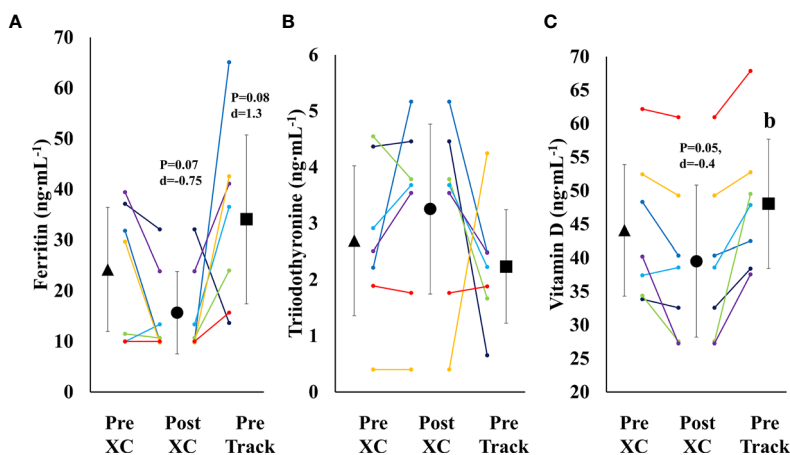 A
B
C
Ferritin (ng·mL⁻¹)
70
60
50
40
30
20
10
0
P=0.07
d=-0.75
P=0.08
d=1.3
Pre
XC
Post
XC
Pre
Track
Triiodothyronine (ng·mL⁻¹)
6
5
4
3
2
1
0
Pre
XC
Post
XC
Pre
Track
Vitamin D (ng·mL⁻¹)
70
65
60
55
50
45
40
35
30
25
20
P=0.05,
d=-0.4
b
Pre
XC
Post
XC
Pre
Track